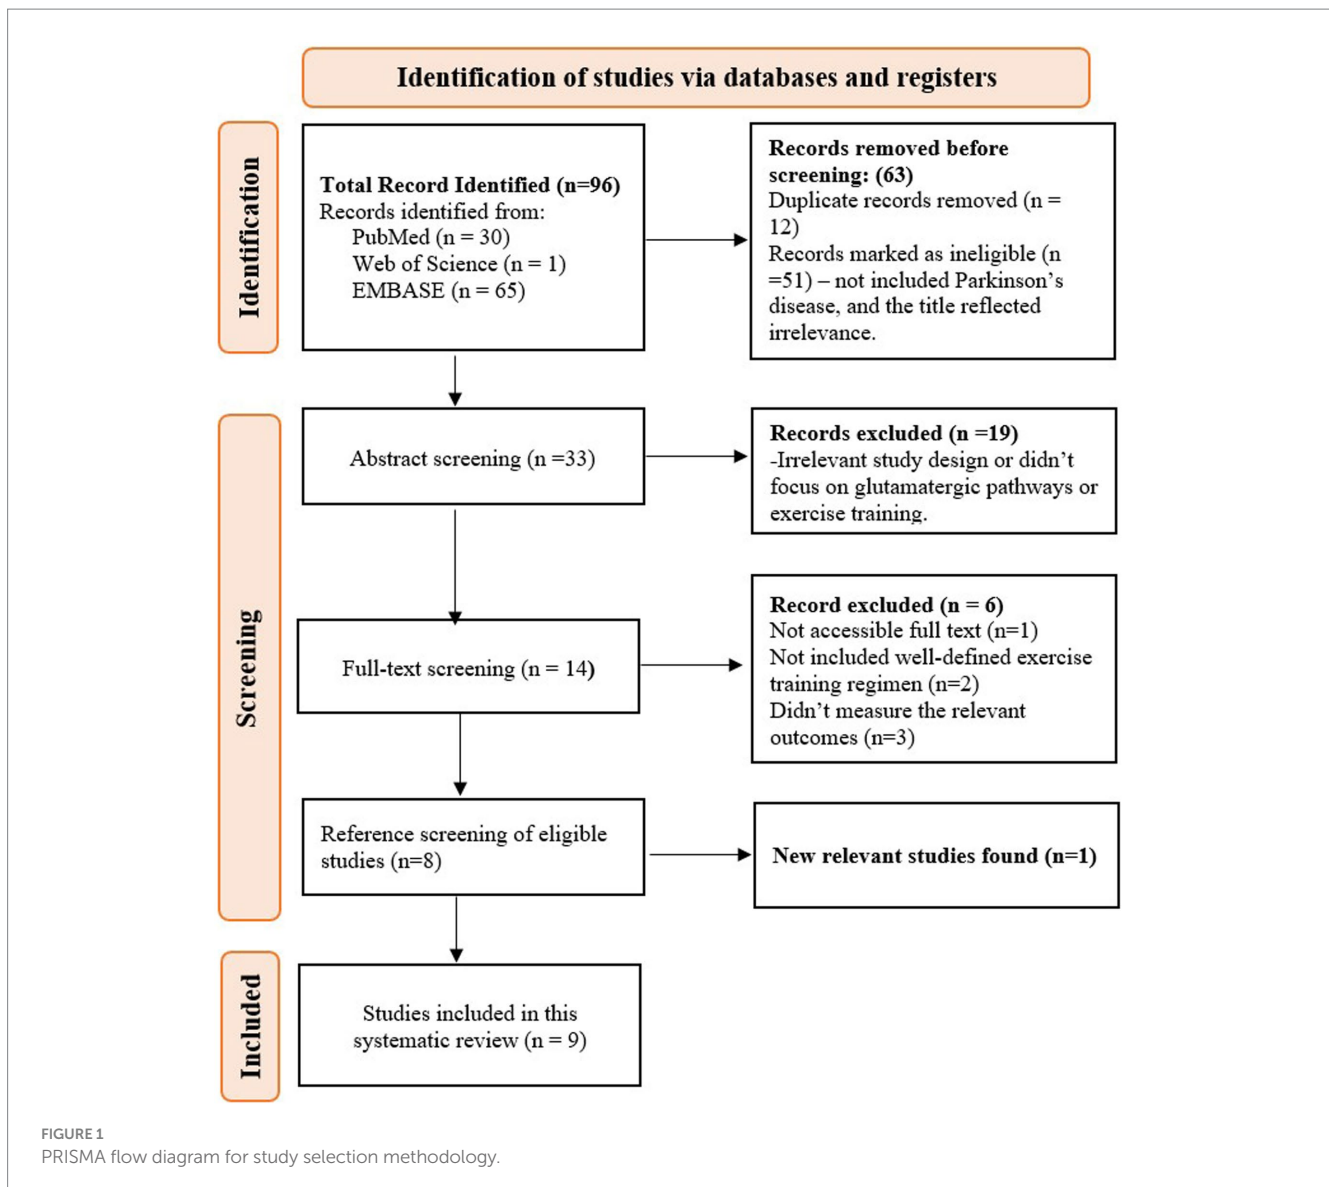 Identification of studies via databases and registers
Identification
Total Record Identified (n=96)
Records identified from:
PubMed (n = 30)
Web of Science (n = 1)
EMBASE (n = 65)
Records removed before
screening: (63)
Duplicate records removed (n =
12)
Records marked as ineligible (n
=51) – not included Parkinson’s
disease, and the title reflected
irrelevance.
Screening
Abstract screening (n =33)
Records excluded (n =19)
-Irrelevant study design or didn’t
focus on glutamatergic pathways or
exercise training.
Full-text screening (n = 14)
Record excluded (n = 6)
Not accessible full text (n=1)
Not included well-defined exercise
training regimen (n=2)
Didn’t measure the relevant
outcomes (n=3)
Reference screening of eligible
studies (n=8)
New relevant studies found (n=1)
Included
Studies included in this
systematic review (n = 9)
FIGURE 1
PRISMA flow diagram for study selection methodology.